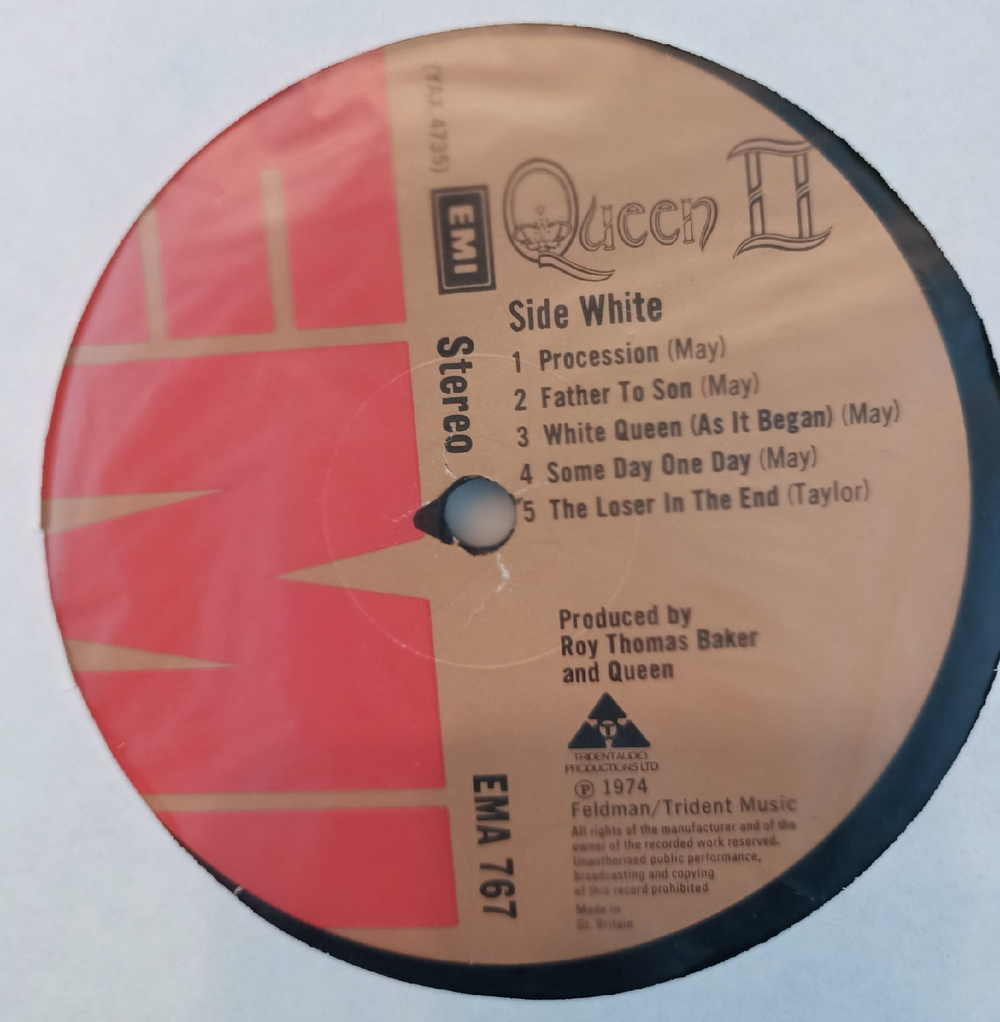 (YAX 4735)
EMI
Queen II
Side White
Stereo
1 Procession (May)
2 Father To Son (May)
3 White Queen (As It Began) (May)
4 Some Day One Day (May)
5 The Loser In The End (Taylor)
Produced by
Roy Thomas Baker
and Queen
T
TRIDENT AUDIO
PRODUCTIONS LTD
℗ 1974
Feldman/Trident Music
EMA 767
All rights of the manufacturer and of the
owner of the recorded work reserved.
Unauthorised public performance,
broadcasting and copying
of this record prohibited
Made in
Gt. Britain